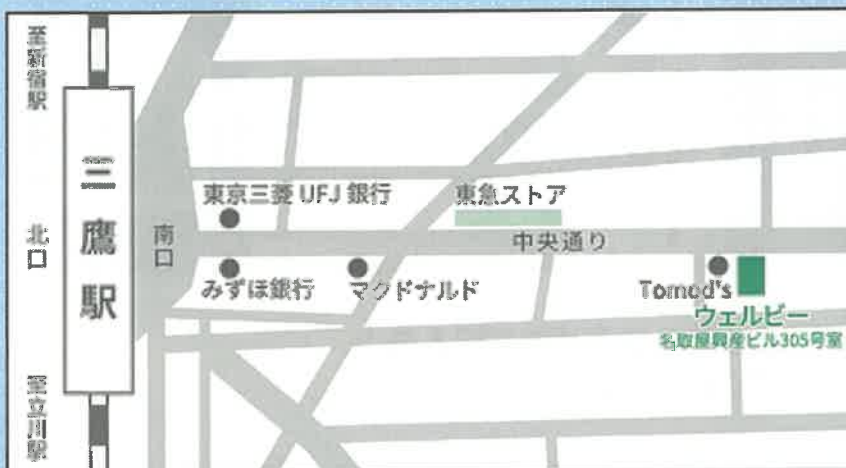 至新宿駅
三鷹駅
北口
南口
至立川駅
東京三菱 UFJ 銀行
東急ストア
中央通り
みずほ銀行
マクドナルド
Tomod's
ウェルビー
名取屋興産ビル305号室